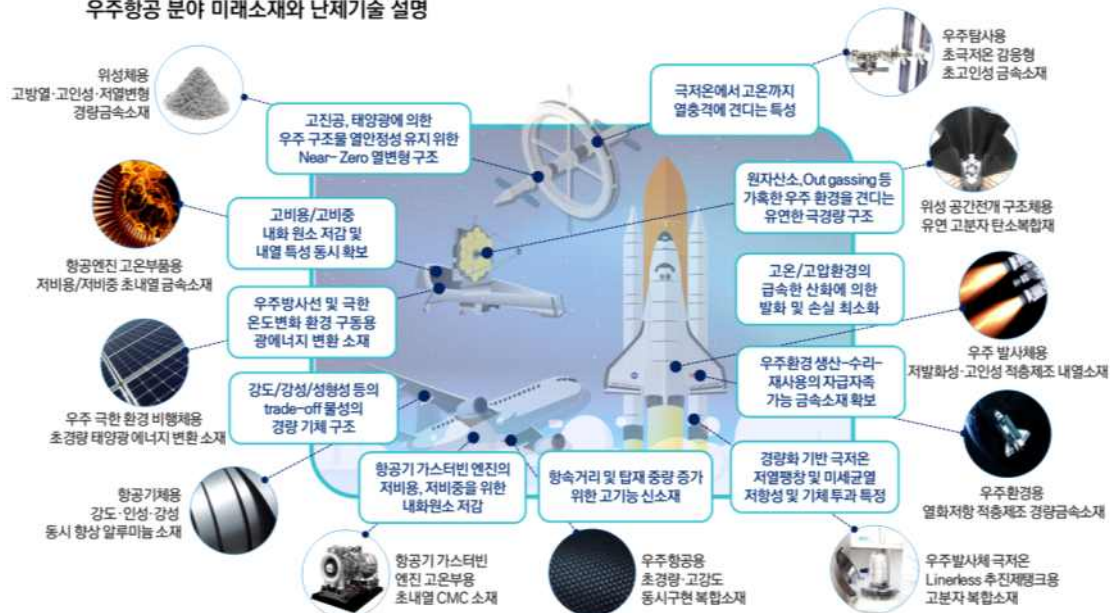 우주항공 분야 미래소재와 난제기술 설명
위성체용
고방열·고인성·저열변형
경량금속소재
고진공, 태양광에 의한
우주 구조물 열안정성 유지 위한
Near-Zero 열변형 구조
극저온에서 고온까지
열충격에 견디는 특성
우주탐사용
초극저온 감응형
초고인성 금속소재
고비용/고비중
내화 원소 저감 및
내열 특성 동시 확보
항공엔진 고온부품용
저비용/저비중 초내열 금속소재
원자산소,Out gassing 등
가혹한 우주 환경을 견디는
유연한 극경량 구조
위성 공간전개 구조체용
유연 고분자 탄소복합재
우주방사선 및 극한
온도변화 환경 구동용
광에너지 변환 소재
우주 극한 환경 비행체용
초경량 태양광 에너지 변환 소재
고온/고압환경의
급속한 산화에 의한
발화 및 손실 최소화
우주 발사체용
저발화성·고인성 적층제조 내열소재
강도/강성/성형성 등의
trade-off 물성의
경량 기체 구조
항공기체용
강도·인성·강성
동시 향상 알루미늄 소재
우주환경 생산-수리-
재사용의 자급자족
가능 금속소재 확보
우주환경용
열화저항 적층제조 경량금속소재
항공기 가스터빈 엔진의
저비용, 저비중을 위한
내화원소 저감
항공기 가스터빈
엔진 고온부용
초내열 CMC 소재
항속거리 및 탑재 중량 증가
위한 고기능 신소재
우주항공용
초경량·고강도
동시구현 복합소재
경량화 기반 극저온
저열팽창 및 미세균열
저항성 및 기체 투과 특정
우주발사체 극저온
Linerless 추진제탱크용
고분자 복합소재